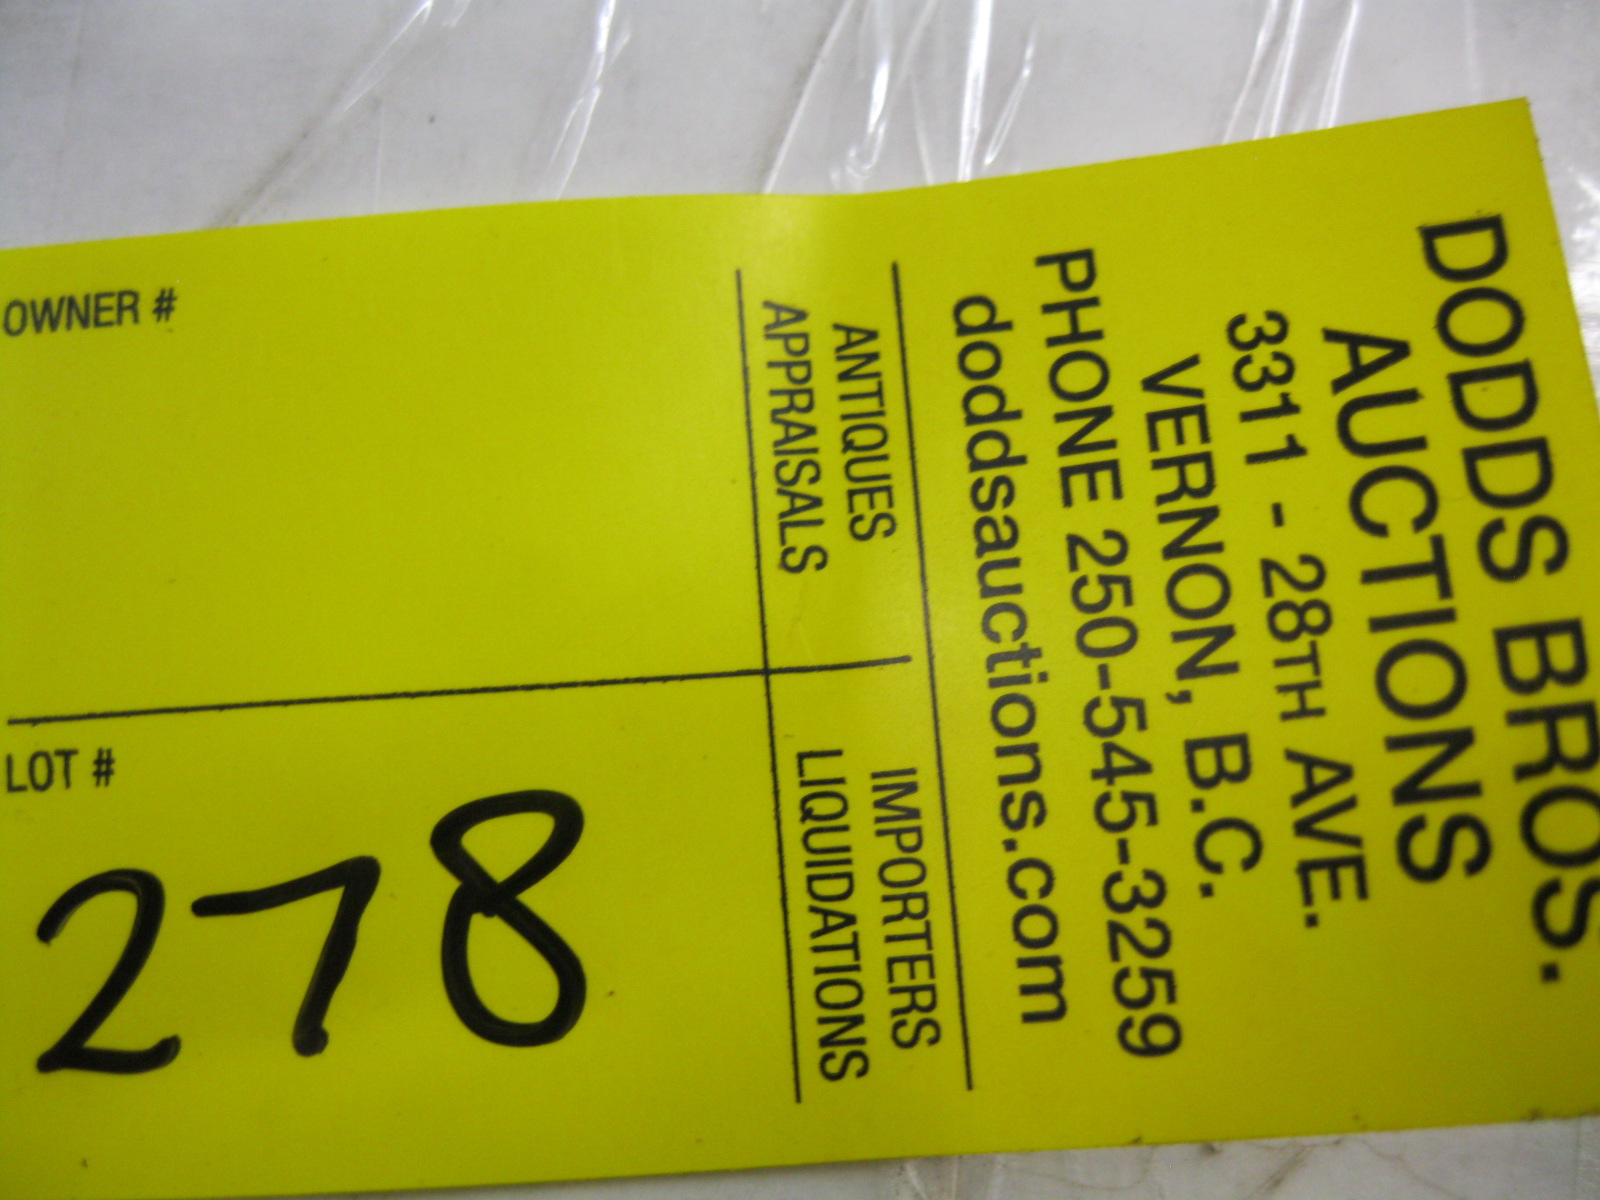 DODDS BROS.
AUCTIONS
3311 - 28TH AVE.
VERNON, B.C.
PHONE 250-545-3259
doddsauctions.com
ANTIQUES
APPRAISALS
IMPORTERS
LIQUIDATIONS
OWNER #
LOT #
278